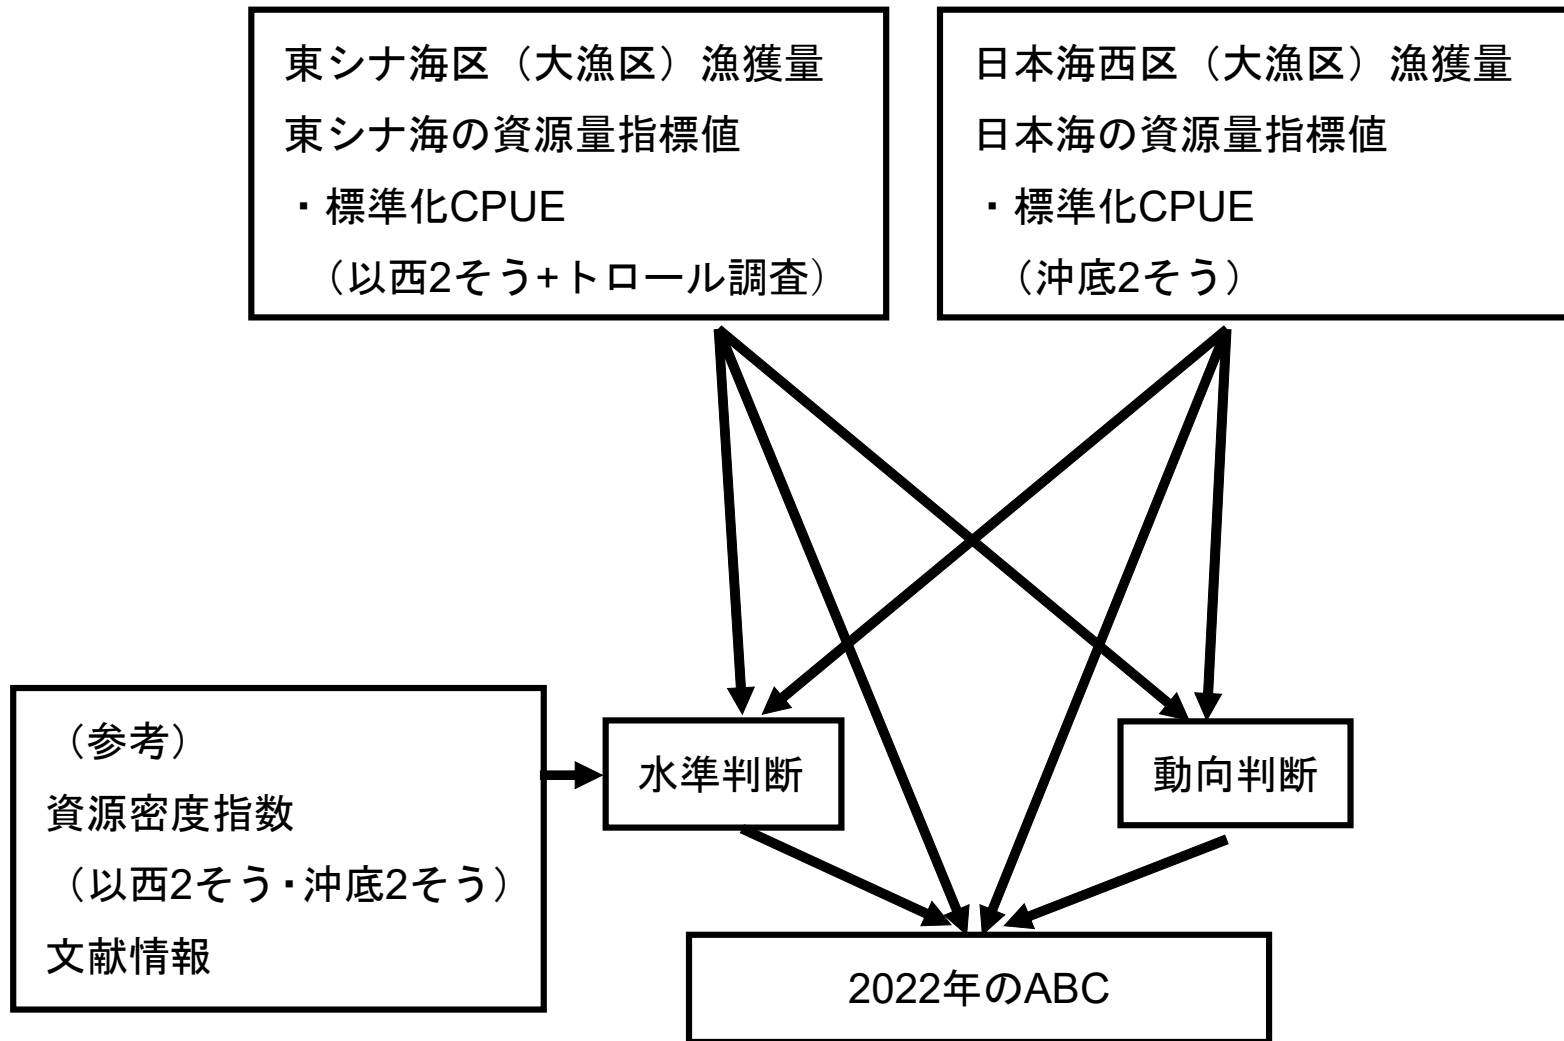 東シナ海区（大漁区）漁獲量
東シナ海の資源量指標値
・標準化CPUE
（以西2そう+トロール調査）
日本海西区（大漁区）漁獲量
日本海の資源量指標値
・標準化CPUE
（沖底2そう）
（参考）
資源密度指数
（以西2そう・沖底2そう）
文献情報
水準判断
動向判断
2022年のABC